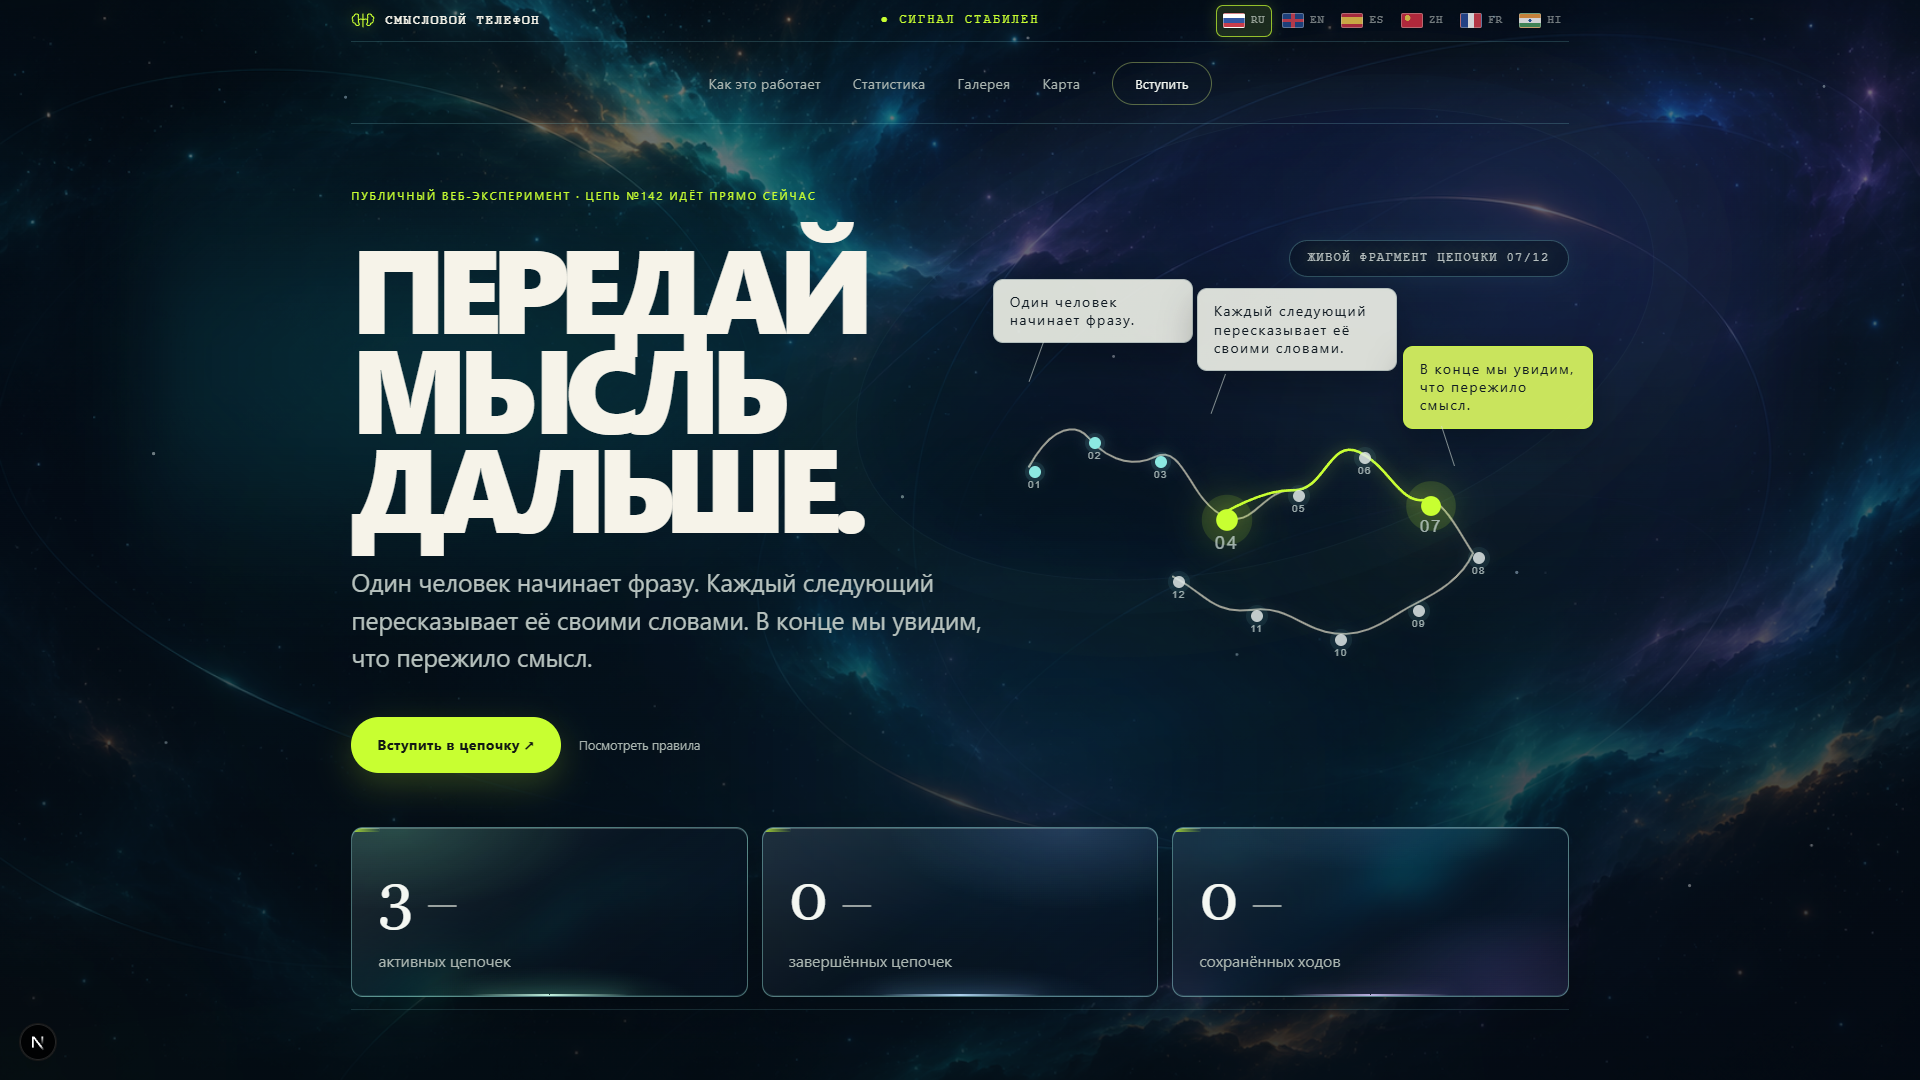 СМЫСЛОВОЙ ТЕЛЕФОН
СИГНАЛ СТАБИЛЕН
RU
EN
ES
ZH
FR
HI
Как это работает
Статистика
Галерея
Карта
Вступить
ПУБЛИЧНЫЙ ВЕБ-ЭКСПЕРИМЕНТ · ЦЕПЬ №142 ИДЁТ ПРЯМО СЕЙЧАС
ПЕРЕДАЙ
МЫСЛЬ
ДАЛЬШЕ.
Один человек начинает фразу. Каждый следующий
пересказывает её своими словами. В конце мы увидим,
что пережило смысл.
Вступить в цепочку ↗
Посмотреть правила
ЖИВОЙ ФРАГМЕНТ ЦЕПОЧКИ 07/12
Один человек
начинает фразу.
Каждый следующий
пересказывает её
своими словами.
В конце мы увидим,
что пережило
смысл.
01
02
03
04
05
06
07
08
09
10
11
12
3 —
активных цепочек
0 —
завершённых цепочек
0 —
сохранённых ходов
N